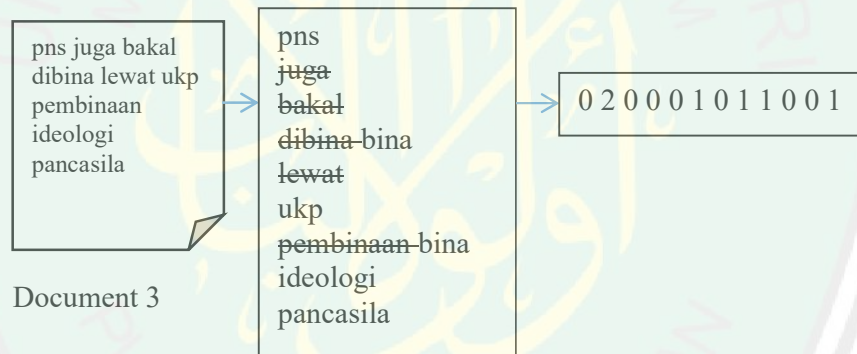 pns juga bakal
dibina lewat ukp
pembinaan
ideologi
pancasila
Document 3
pns
juga
bakal
dibina bina
lewat
ukp
pembinaan bina
ideologi
pancasila
0 2 0 0 0 1 0 1 1 0 0 1